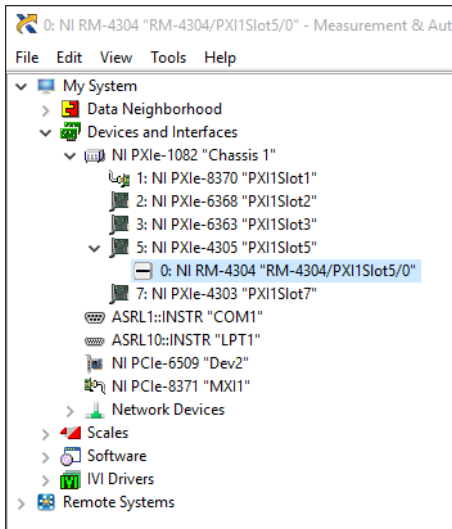 0: NI RM-4304 "RM-4304/PXI1Slot5/0" - Measurement & Aut
File Edit View Tools Help
My System
Data Neighborhood
Devices and Interfaces
NI PXIe-1082 "Chassis 1"
1: NI PXIe-8370 "PXI1Slot1"
2: NI PXIe-6368 "PXI1Slot2"
3: NI PXIe-6363 "PXI1Slot3"
5: NI PXIe-4305 "PXI1Slot5"
0: NI RM-4304 "RM-4304/PXI1Slot5/0"
7: NI PXIe-4303 "PXI1Slot7"
ASRL1::INSTR "COM1"
ASRL10::INSTR "LPT1"
NI PCIe-6509 "Dev2"
NI PCIe-8371 "MXI1"
Network Devices
Scales
Software
IVI Drivers
Remote Systems